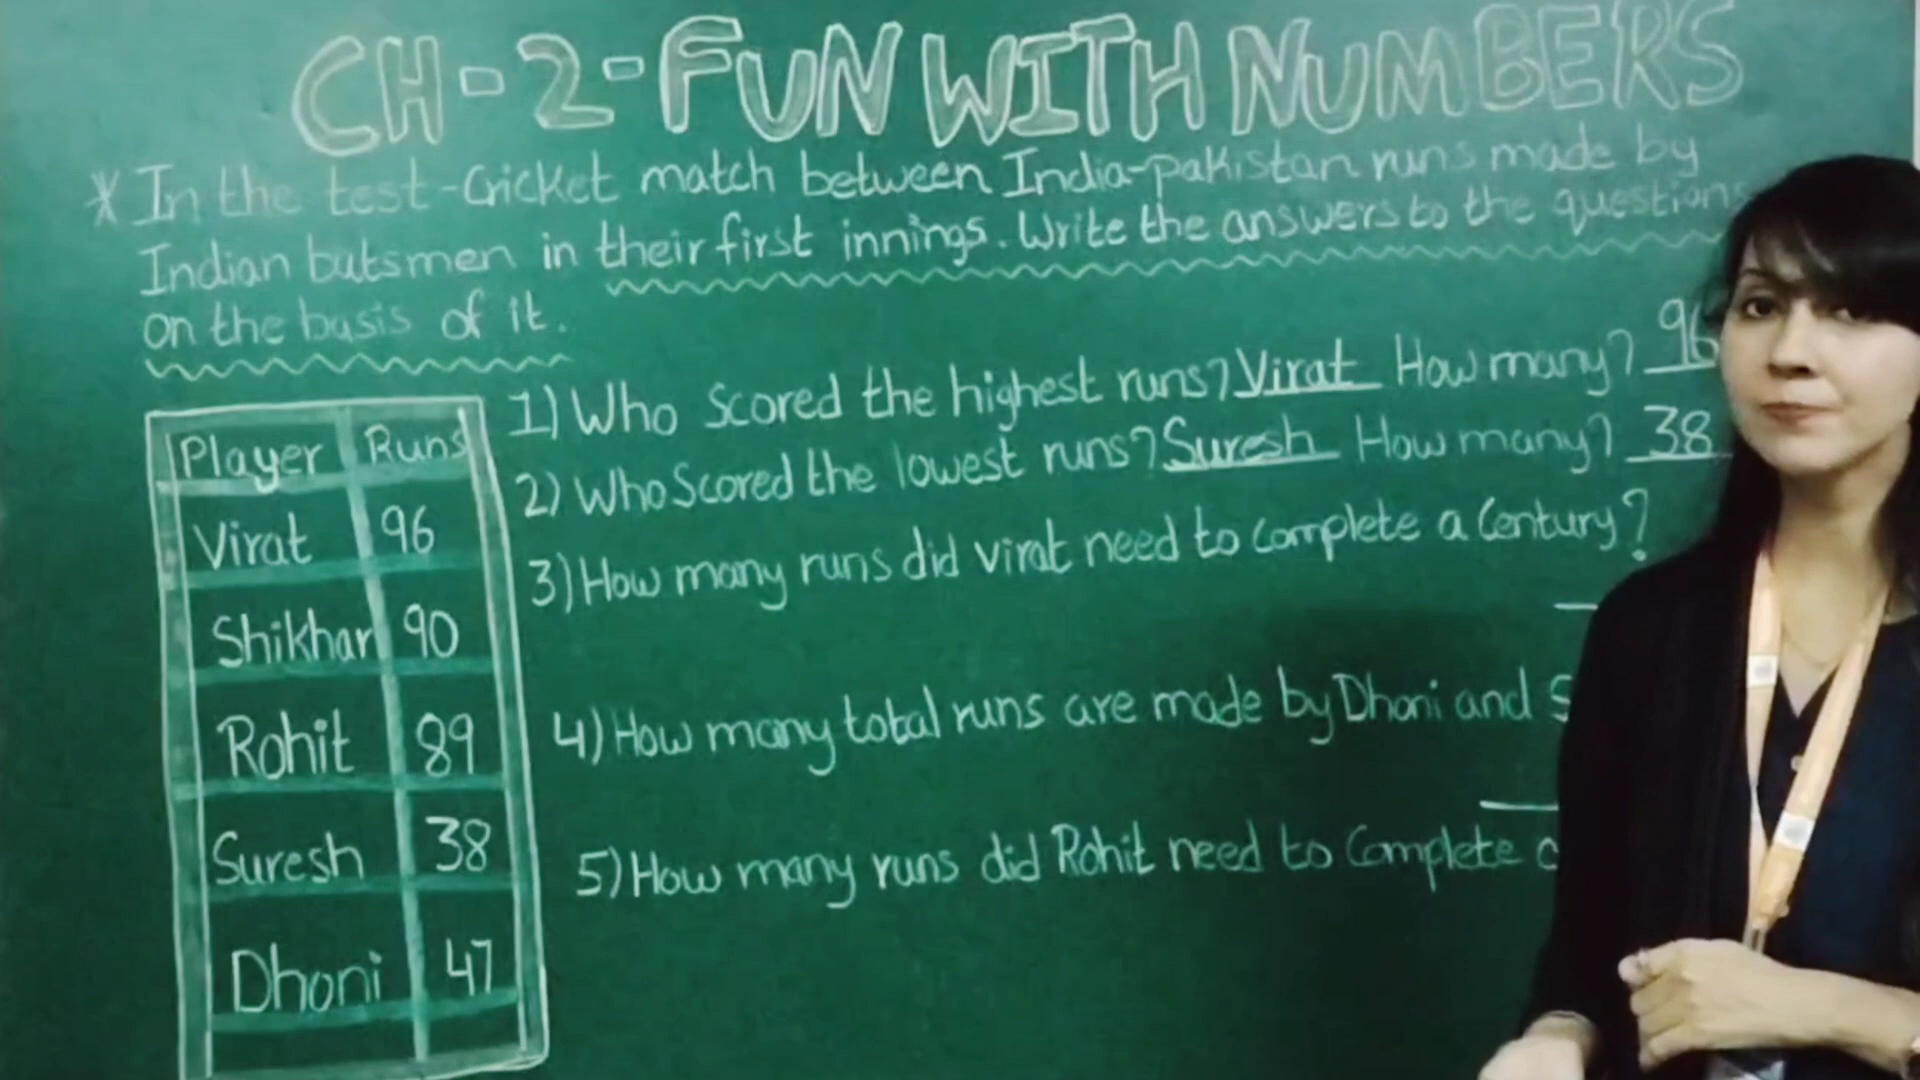 CH-2-FUN WITH NUMBERS
* In the test-Cricket match between India-pakistan runs made by
Indian batsmen in their first innings. Write the answers to the questions
on the basis of it.
Player Runs
Virat 96
Shikhar 90
Rohit 89
Suresh 38
Dhoni 47
1) Who Scored the highest runs? Virat How many? 96
2) Who Scored the lowest runs? Suresh How many? 38
3) How many runs did virat need to complete a Century?
4) How many total runs are made by Dhoni and S
5) How many runs did Rohit need to Complete